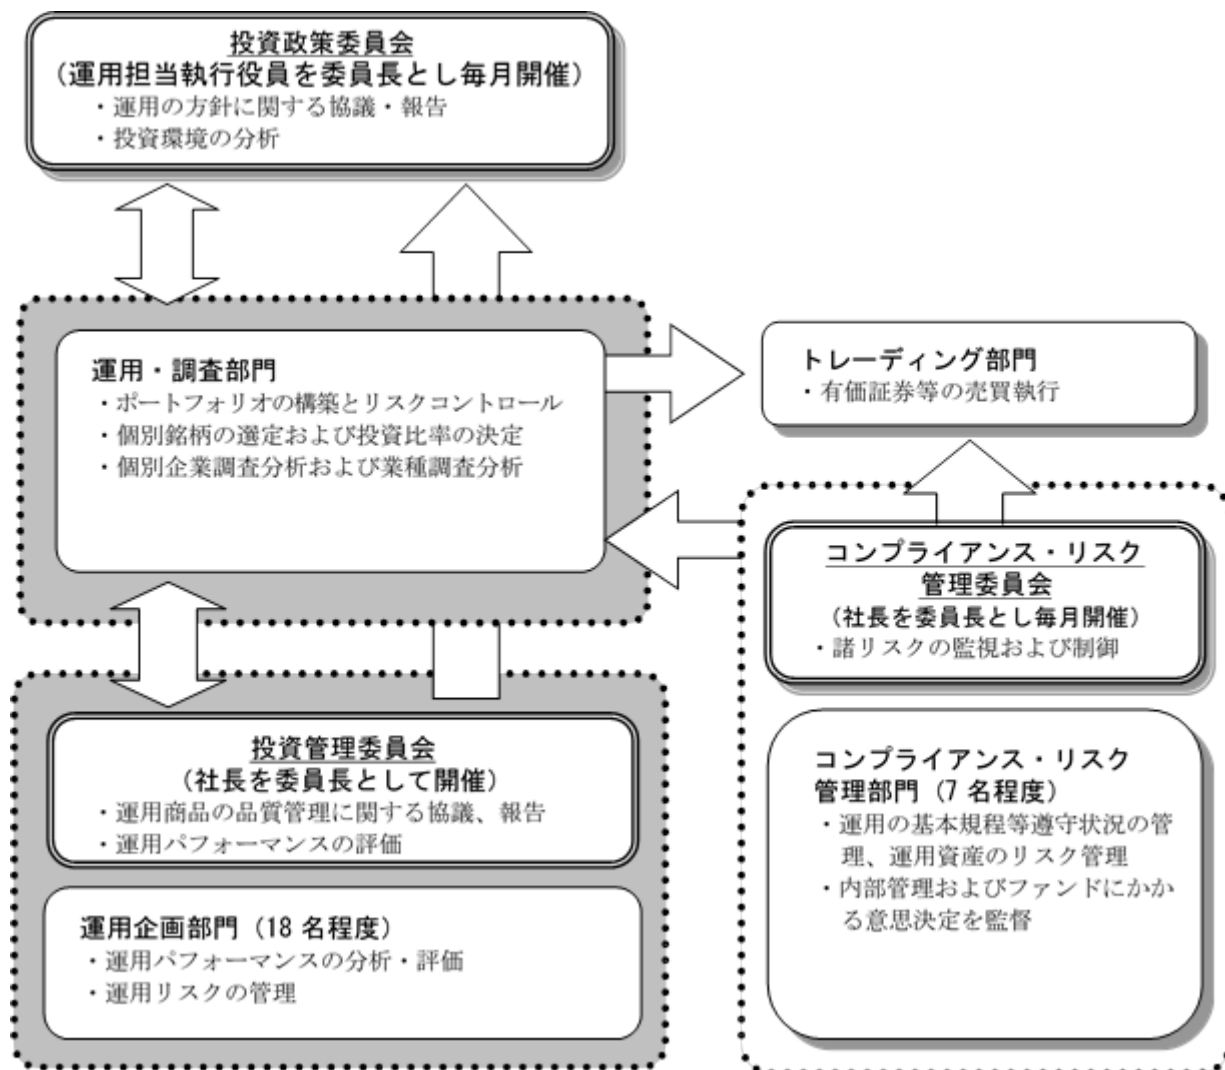 投資政策委員会
（運用担当執行役員を委員長とし毎月開催）
・運用の方針に関する協議・報告
・投資環境の分析
運用・調査部門
・ポートフォリオの構築とリスクコントロール
・個別銘柄の選定および投資比率の決定
・個別企業調査分析および業種調査分析
トレーディング部門
・有価証券等の売買執行
コンプライアンス・リスク
管理委員会
（社長を委員長とし毎月開催）
・諸リスクの監視および制御
投資管理委員会
（社長を委員長として開催）
・運用商品の品質管理に関する協議、報告
・運用パフォーマンスの評価
運用企画部門（18 名程度）
・運用パフォーマンスの分析・評価
・運用リスクの管理
コンプライアンス・リスク
管理部門（7 名程度）
・運用の基本規程等遵守状況の管
理、運用資産のリスク管理
・内部管理およびファンドにかか
る意思決定を監督